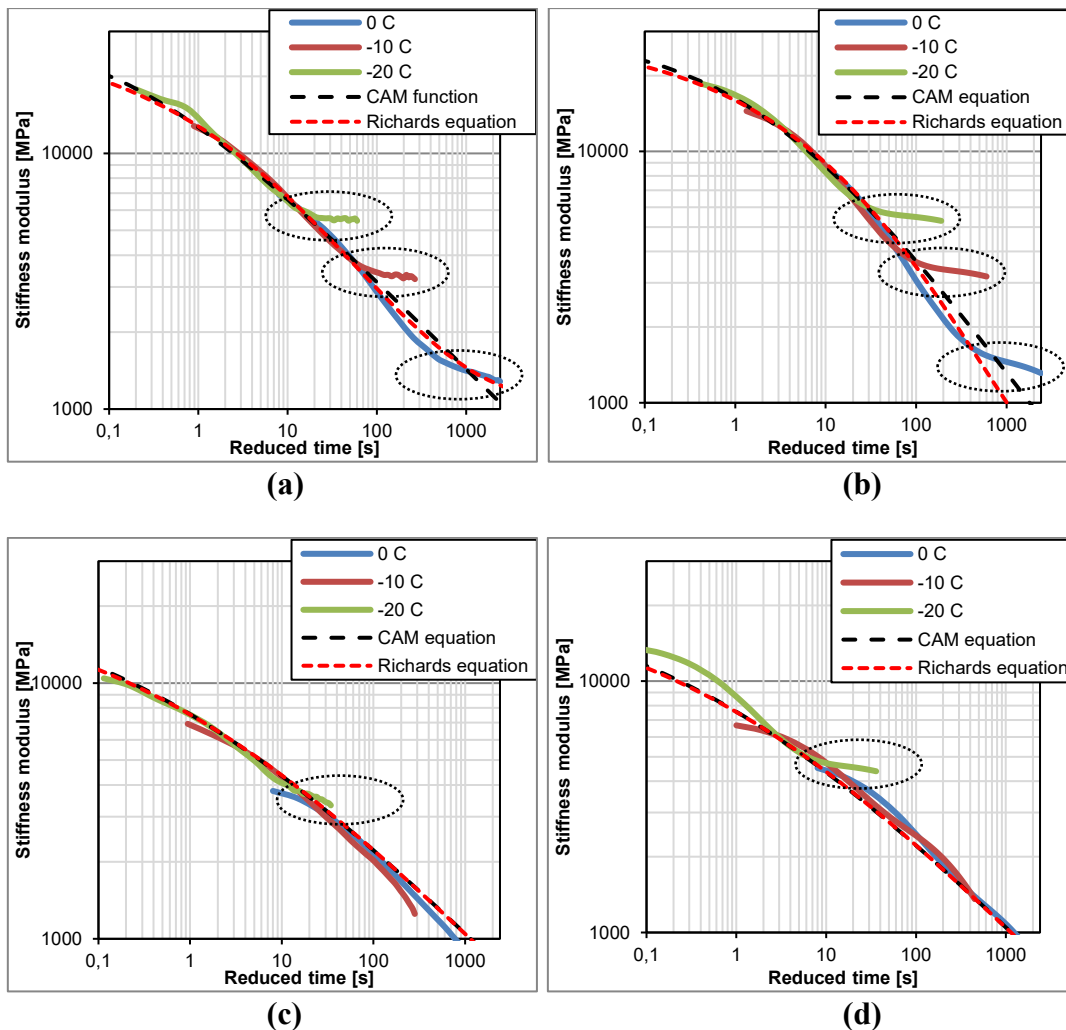 0 C
-10 C
-20 C
CAM function
Richards equation
Stiffness modulus [MPa]
10000
1000
0,1
1
10
100
1000
Reduced time [s]
(a)
0 C
-10 C
-20 C
CAM equation
Richards equation
Stiffness modulus [MPa]
10000
1000
0,1
1
10
100
1000
Reduced time [s]
(b)
0 C
-10 C
-20 C
CAM equation
Richards equation
Stiffness modulus [MPa]
10000
1000
0,1
1
10
100
1000
Reduced time [s]
(c)
0 C
-10 C
-20 C
CAM equation
Richards equation
Stiffness modulus [MPa]
10000
1000
0,1
1
10
100
1000
Reduced time [s]
(d)